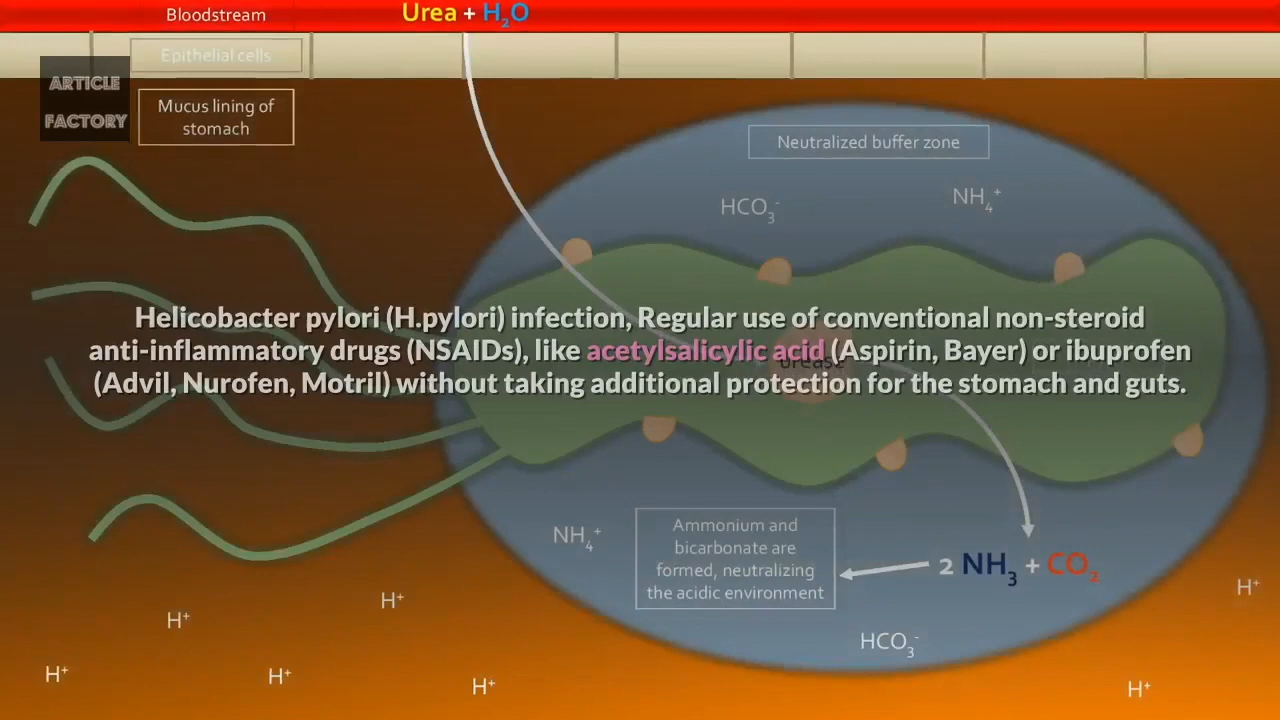 Bloodstream
Urea + H₂O
Epithelial cells
ARTICLE
FACTORY
Mucus lining of
stomach
Neutralized buffer zone
HCO₃⁻
NH₄⁺
Helicobacter pylori (H.pylori) infection, Regular use of conventional non-steroid
anti-inflammatory drugs (NSAIDs), like acetylsalicylic acid (Aspirin, Bayer) or ibuprofen
(Advil, Nurofen, Motril) without taking additional protection for the stomach and guts.
urease
NH₄⁺
Ammonium and
bicarbonate are
formed, neutralizing
the acidic environment
2 NH₃ + CO₂
HCO₃⁻
H⁺
H⁺
H⁺
H⁺
H⁺
H⁺
H⁺